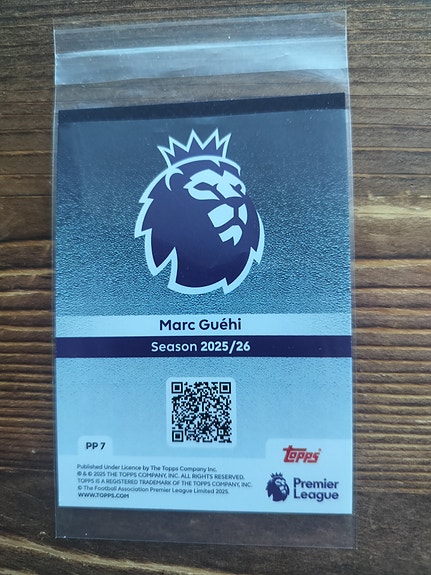 Marc Guéhi
Season 2025/26
PP 7
topps
Published Under Licence by The Topps Company Inc.
® & © 2025 THE TOPPS COMPANY, INC. ALL RIGHTS RESERVED.
TOPPS IS A REGISTERED TRADEMARK OF THE TOPPS COMPANY, INC.
© The Football Association Premier League Limited 2025.
WWW.TOPPS.COM
Premier
League